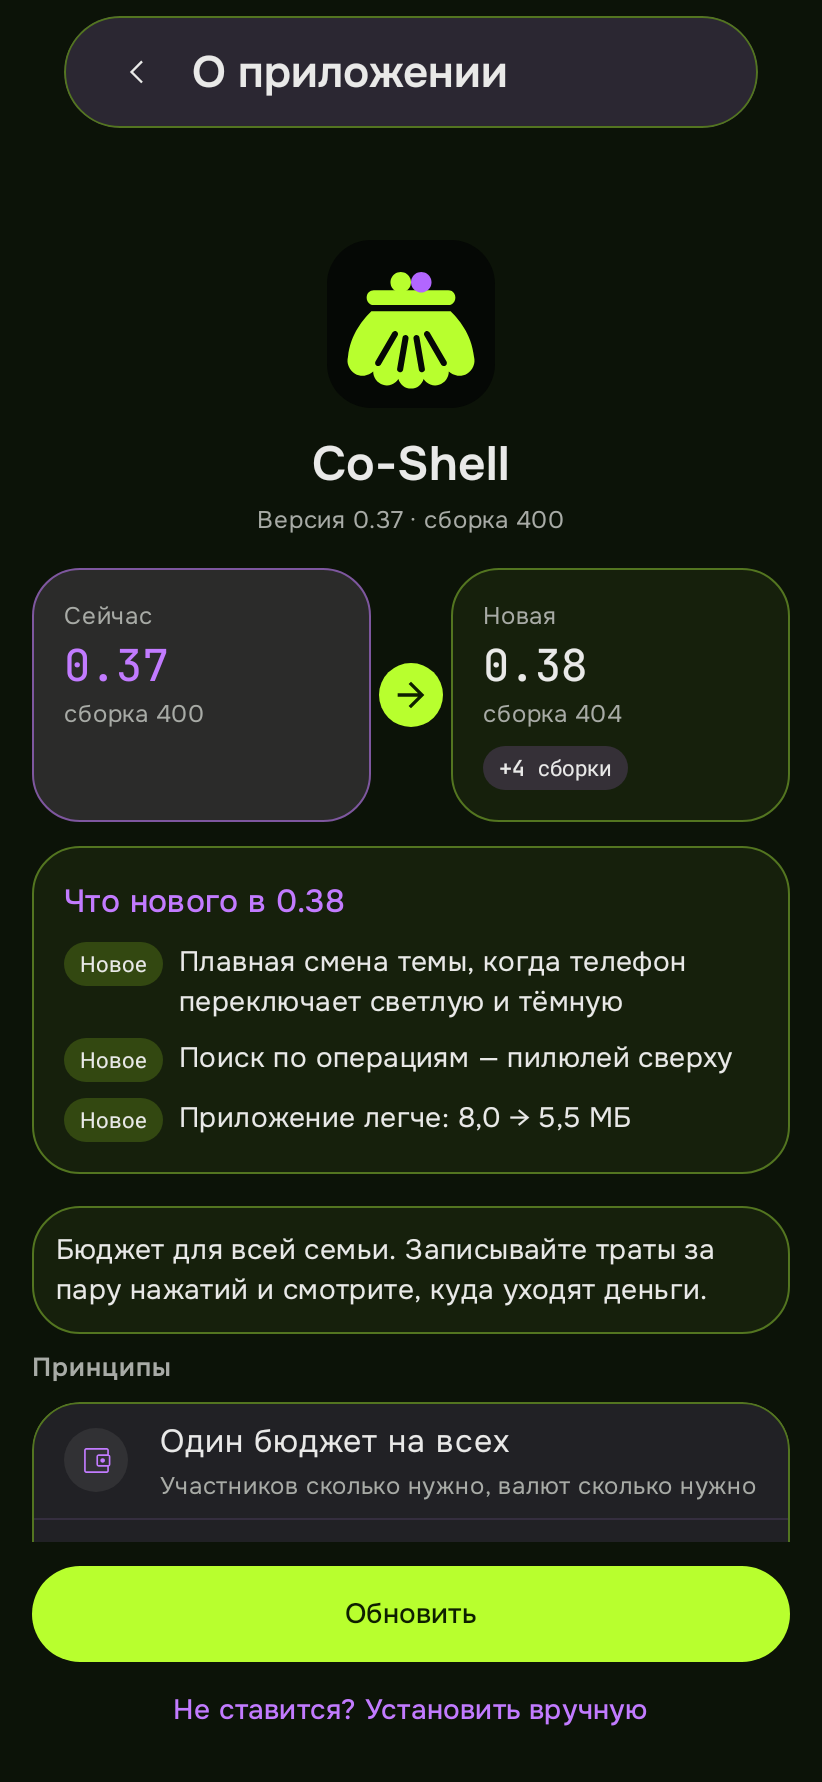 О приложении
Co-Shell
Версия 0.37 · сборка 400
Сейчас
0.37
сборка 400
Новая
0.38
сборка 404
+4 сборки
Что нового в 0.38
Новое
Плавная смена темы, когда телефон
переключает светлую и тёмную
Новое
Поиск по операциям — пилюлей сверху
Новое
Приложение легче: 8,0 → 5,5 МБ
Бюджет для всей семьи. Записывайте траты за
пару нажатий и смотрите, куда уходят деньги.
Принципы
Один бюджет на всех
Участников сколько нужно, валют сколько нужно
Обновить
Не ставится? Установить вручную